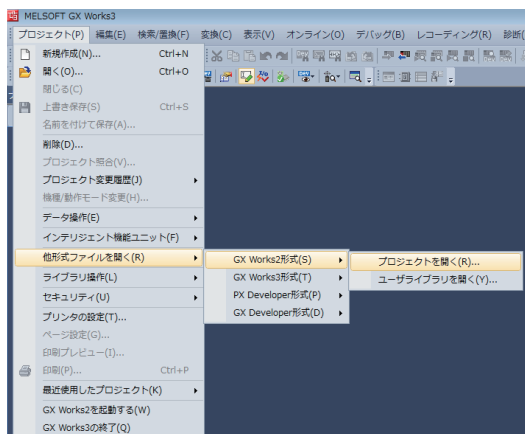 MELSOFT GX Works3
プロジェクト(P) 編集(E) 検索/置換(F) 変換(C) 表示(V) オンライン(O) デバッグ(B) レコーディング(R) 診断(
新規作成(N)... Ctrl+N
開く(O)... Ctrl+O
閉じる(C)
上書き保存(S) Ctrl+S
名前を付けて保存(A)...
削除(D)...
プロジェクト照合(V)...
プロジェクト変更履歴(J)
機種/動作モード変更(H)...
データ操作(E)
インテリジェント機能ユニット(F)
他形式ファイルを開く(R) GX Works2形式(S) プロジェクトを開く(R)...
ライブラリ操作(L) GX Works3形式(T) ユーザライブラリを開く(Y)...
セキュリティ(U) PX Developer形式(P)
プリンタの設定(T)... GX Developer形式(D)
ページ設定(G)...
印刷プレビュー(I)...
印刷(P)... Ctrl+P
最近使用したプロジェクト(K)
GX Works2を起動する(W)
GX Works3の終了(Q)